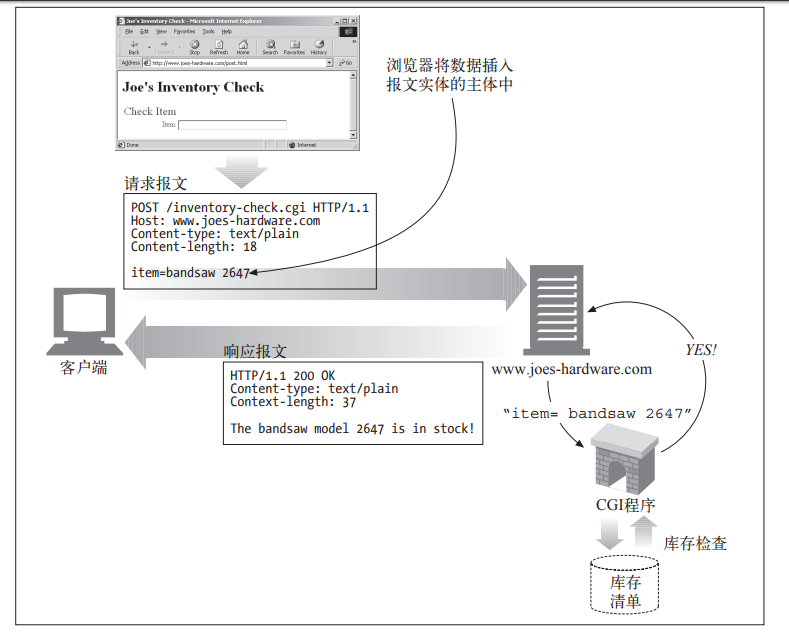 Joe's Inventory Check - Microsoft Internet Explorer
File Edit View Favorites Tools Help
Back Forward Stop Refresh Home Search Favorites History
Address http://www.joes-hardware.com/post.html Go
Joe's Inventory Check
Check Item
Item:
Done Internet
浏览器将数据插入
报文实体的主体中
请求报文
POST /inventory-check.cgi HTTP/1.1
Host: www.joes-hardware.com
Content-type: text/plain
Content-length: 18
item=bandsaw 2647
客户端
响应报文
HTTP/1.1 200 OK
Content-type: text/plain
Context-length: 37
The bandsaw model 2647 is in stock!
www.joes-hardware.com
YES!
“item= bandsaw 2647”
CGI程序
库存检查
库存
清单